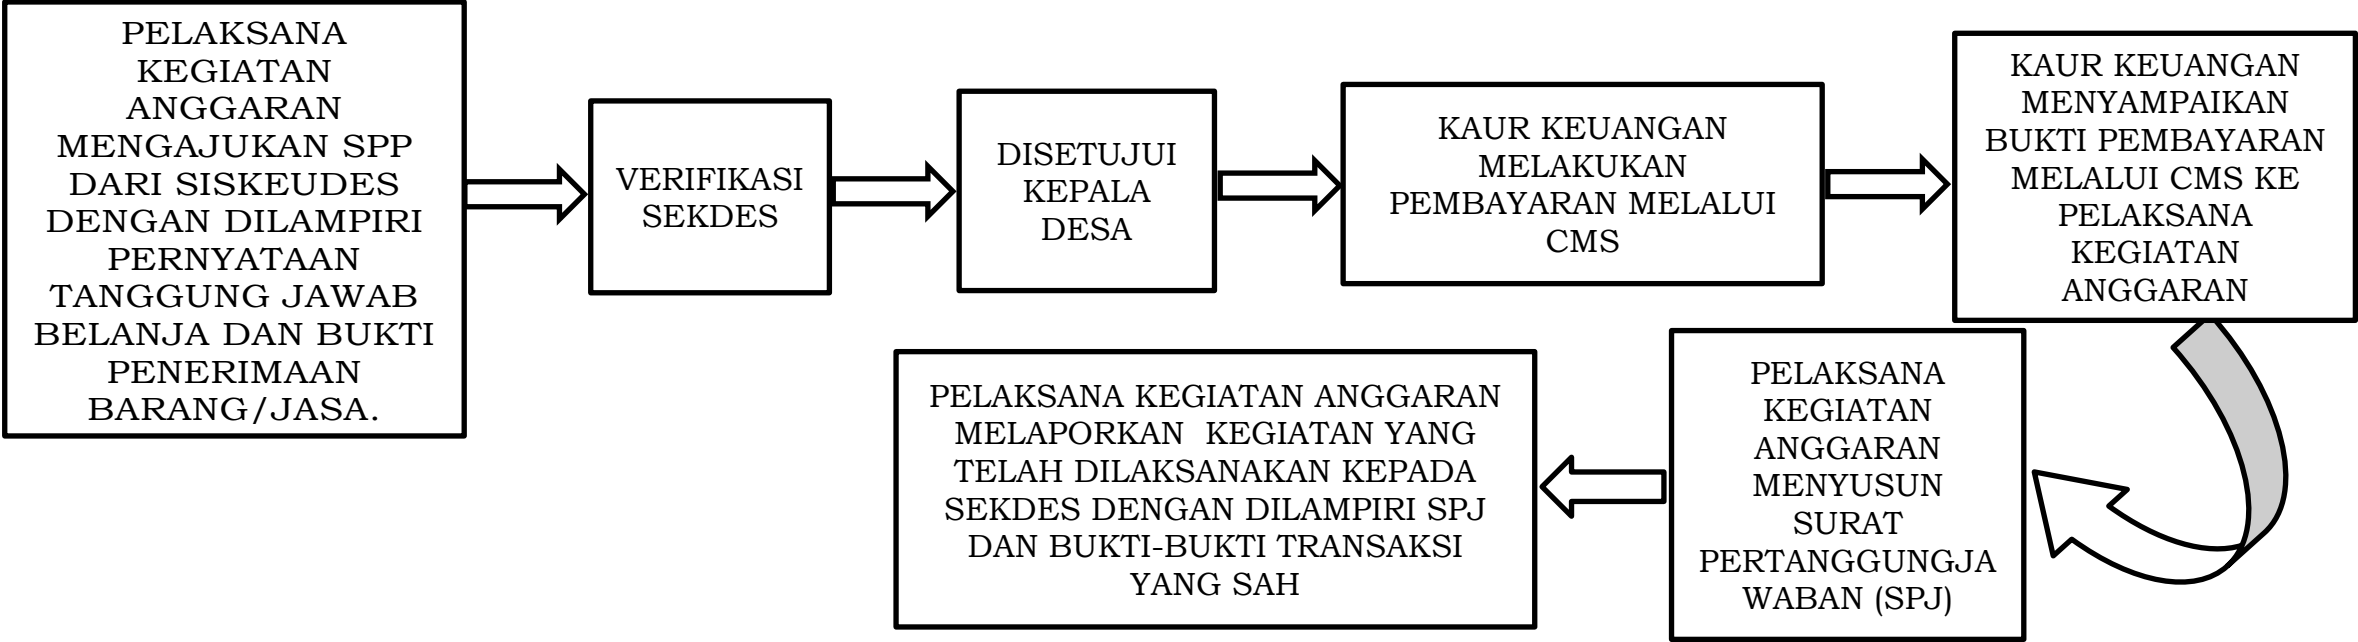 PELAKSANA
KEGIATAN
ANGGARAN
MENGAJUKAN SPP
DARI SISKEUDES
DENGAN DILAMPIRI
PERNYATAAN
TANGGUNG JAWAB
BELANJA DAN BUKTI
PENERIMAAN
BARANG/JASA.
VERIFIKASI
SEKDES
DISETUJUI
KEPALA
DESA
KAUR KEUANGAN
MELAKUKAN
PEMBAYARAN MELALUI
CMS
KAUR KEUANGAN
MENYAMPAIKAN
BUKTI PEMBAYARAN
MELALUI CMS KE
PELAKSANA
KEGIATAN
ANGGARAN
PELAKSANA
KEGIATAN
ANGGARAN
MENYUSUN
SURAT
PERTANGGUNGJA
WABAN (SPJ)
PELAKSANA KEGIATAN ANGGARAN
MELAPORKAN  KEGIATAN YANG
TELAH DILAKSANAKAN KEPADA
SEKDES DENGAN DILAMPIRI SPJ
DAN BUKTI-BUKTI TRANSAKSI
YANG SAH